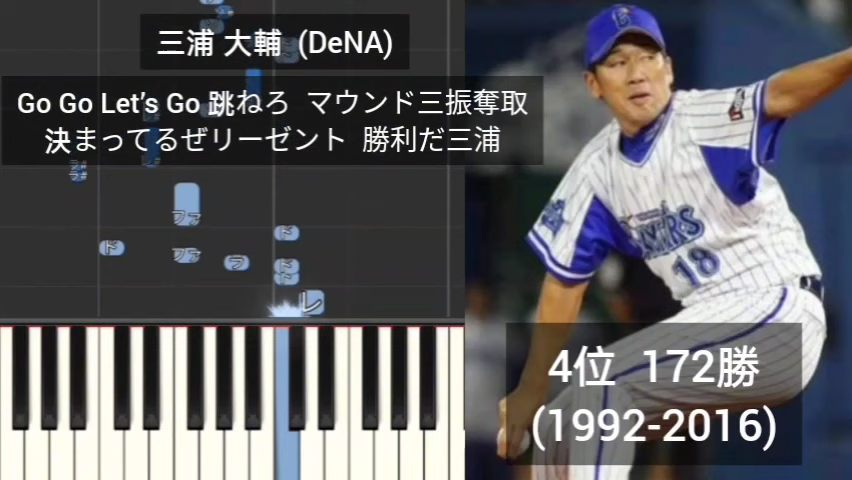 三浦 大輔 (DeNA)
Go Go Let's Go 跳ねろ マウンド三振奪取
決まってるぜリーゼント 勝利だ三浦
ラ
ファ
ド
ド
ファ
ラ
ド
ド
レ
18
4位 172勝
(1992-2016)